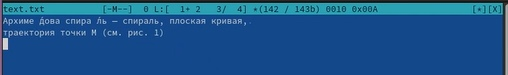 text.txt [-M--] 0 L:[ 1+ 2 3/ 4] *(142 / 143b) 0010 0x00A [*][X]
Архиме́дова спира́ль — спираль, плоская кривая,
траектория точки M (см. рис. 1)